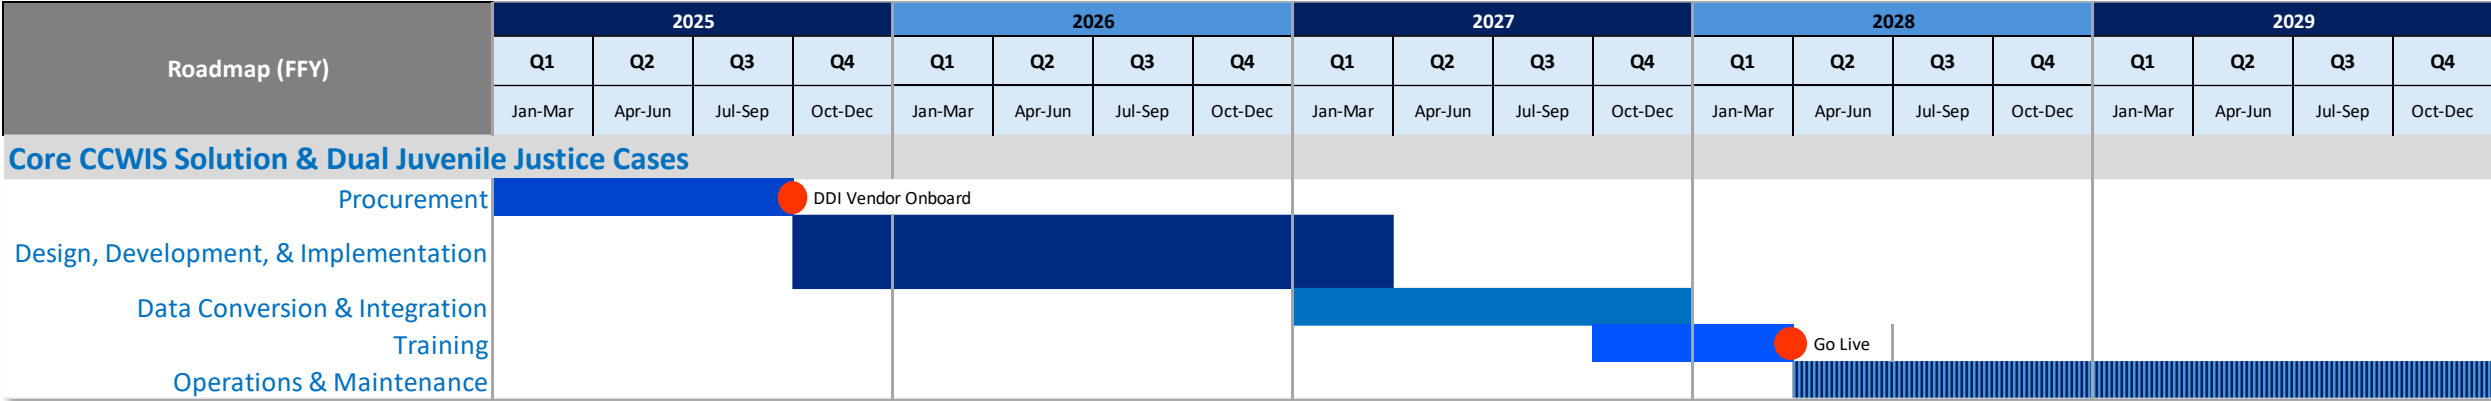 2025 2026 2027 2028 2029
Roadmap (FFY)
Q1 Q2 Q3 Q4 Q1 Q2 Q3 Q4 Q1 Q2 Q3 Q4 Q1 Q2 Q3 Q4 Q1 Q2 Q3 Q4
Jan-Mar Apr-Jun Jul-Sep Oct-Dec Jan-Mar Apr-Jun Jul-Sep Oct-Dec Jan-Mar Apr-Jun Jul-Sep Oct-Dec Jan-Mar Apr-Jun Jul-Sep Oct-Dec Jan-Mar Apr-Jun Jul-Sep Oct-Dec
Core CCWIS Solution & Dual Juvenile Justice Cases
Procurement DDI Vendor Onboard
Design, Development, & Implementation
Data Conversion & Integration
Training Go Live
Operations & Maintenance